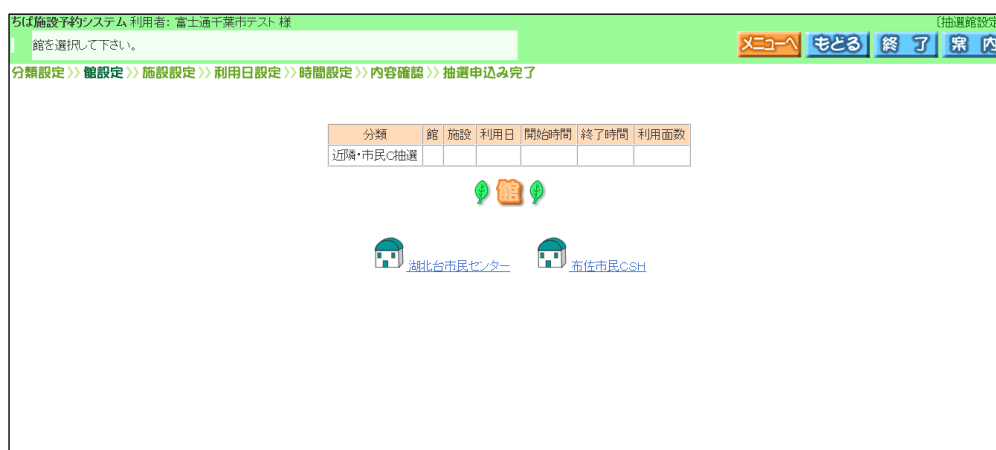 ちば施設予約システム 利用者: 富士通千葉市テスト 様
〔抽選館設定
館を選択して下さい。
メニューへ もどる 終 了 案 内
分類設定》館設定》施設設定》利用日設定》時間設定》内容確認》抽選申込み完了
分類 館 施設 利用日 開始時間 終了時間 利用面数
近隣・市民C抽選
館
湖北台市民センター 布佐市民CSH